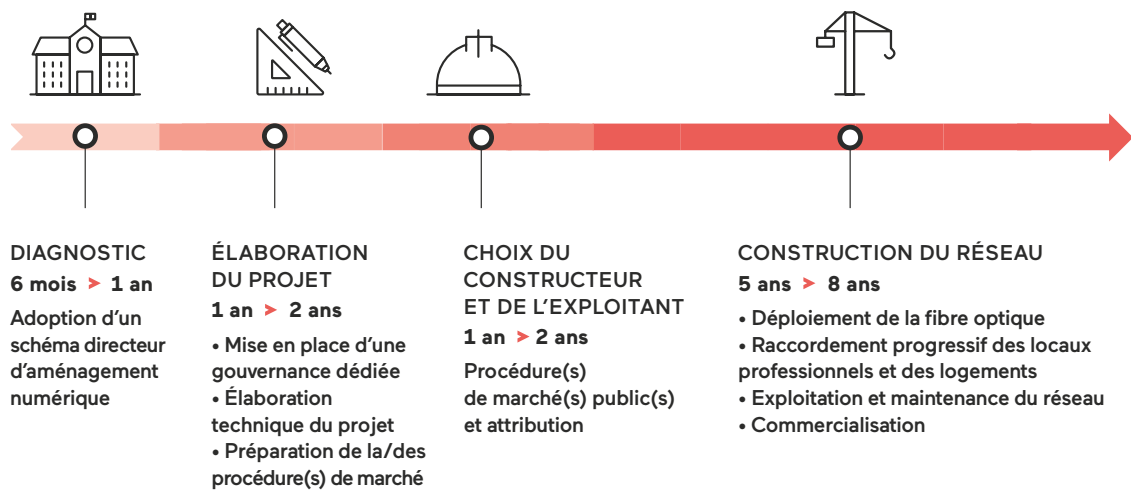 DIAGNOSTIC
6 mois > 1 an
Adoption d'un
schéma directeur
d'aménagement
numérique
ÉLABORATION
DU PROJET
1 an > 2 ans
• Mise en place d'une
gouvernance dédiée
• Élaboration
technique du projet
• Préparation de la/des
procédure(s) de marché
CHOIX DU
CONSTRUCTEUR
ET DE L'EXPLOITANT
1 an > 2 ans
Procédure(s)
de marché(s) public(s)
et attribution
CONSTRUCTION DU RÉSEAU
5 ans > 8 ans
• Déploiement de la fibre optique
• Raccordement progressif des locaux
professionnels et des logements
• Exploitation et maintenance du réseau
• Commercialisation